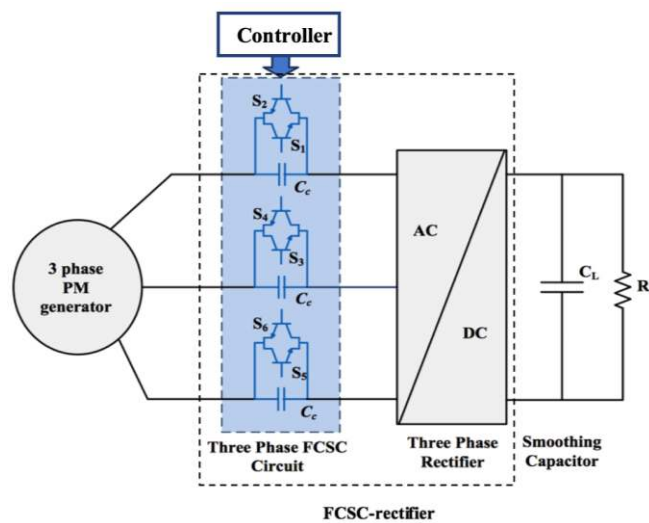 Controller
S2
S1
Cc
S4
S3
Cc
S6
S5
Cc
3 phase
PM
generator
AC
DC
CL
R
Three Phase FCSC
Circuit
Three Phase
Rectifier
Smoothing
Capacitor
FCSC-rectifier